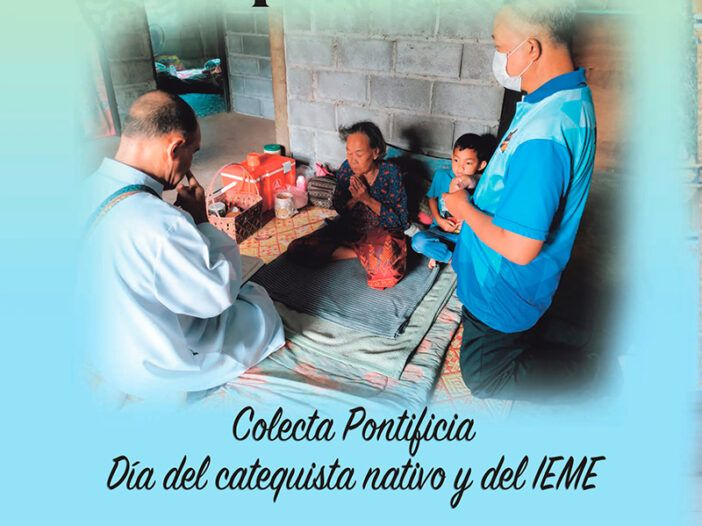 Colecta Pontificia
Día del catequista nativo y del IEME